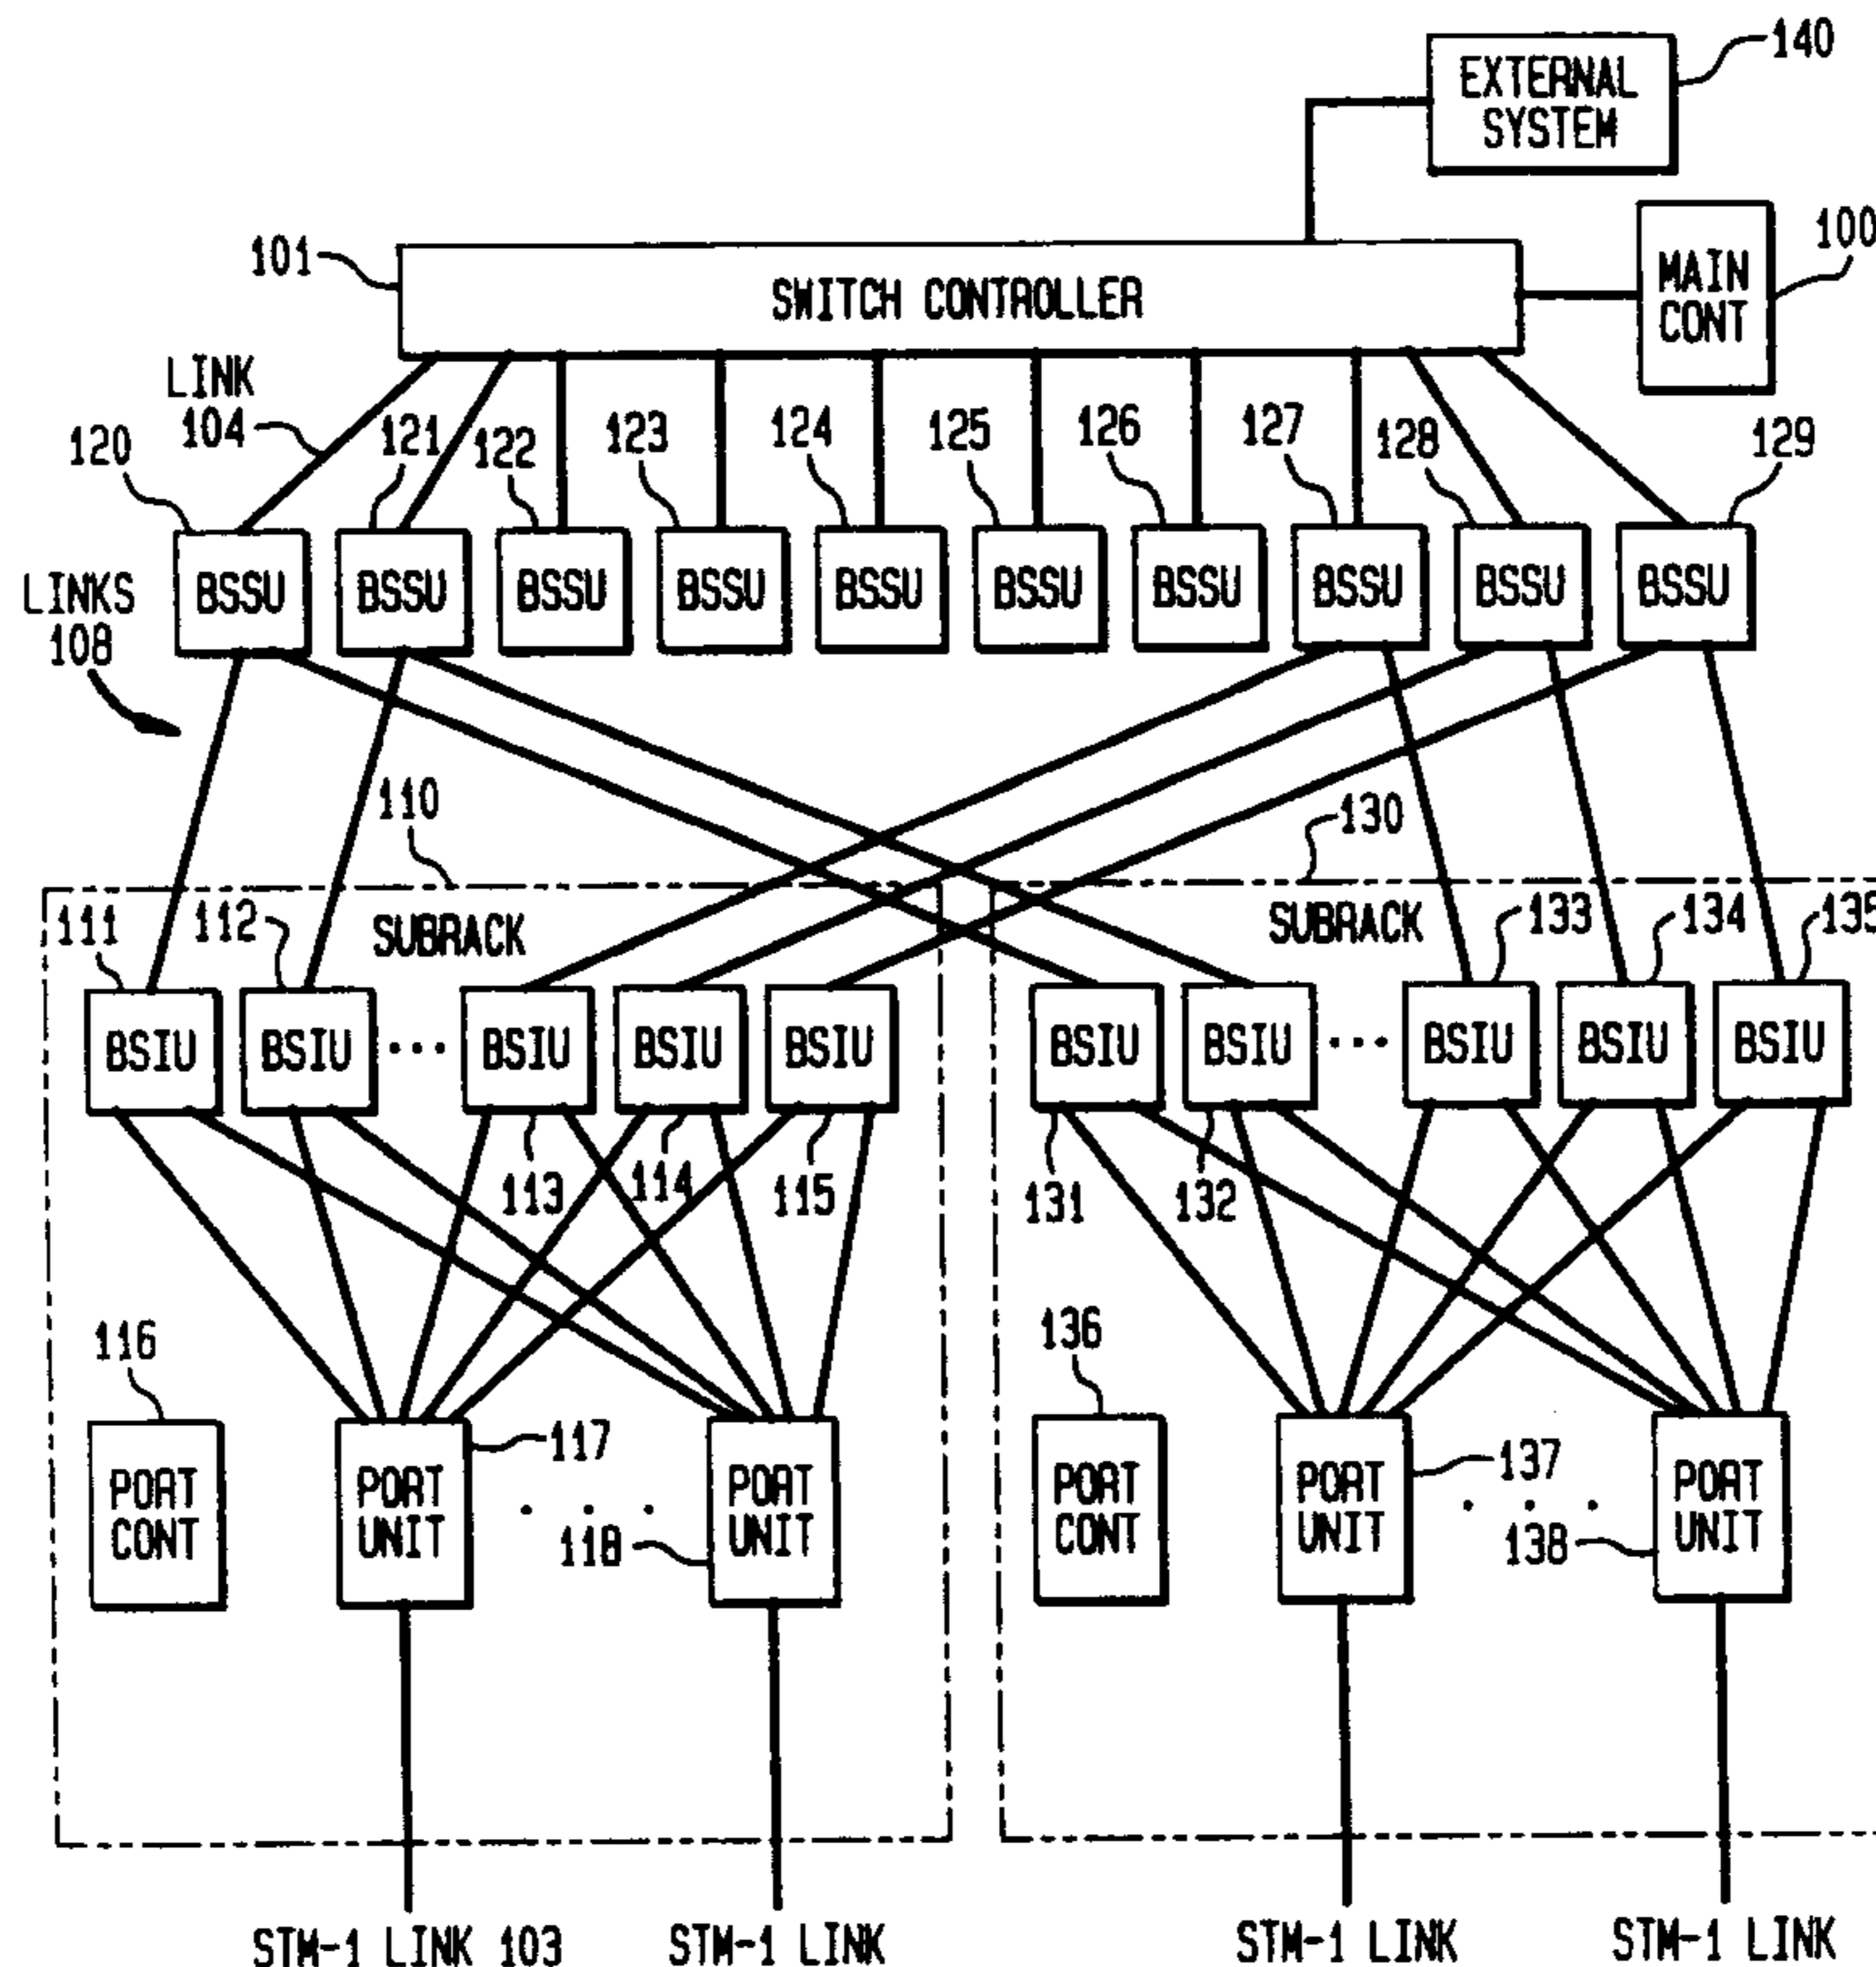 140
EXTERNAL
SYSTEM
100
101
SWITCH CONTROLLER
MAIN
CONT
LINK
104
120
121
122
123
124
125
126
127
128
129
BSSU
BSSU
BSSU
BSSU
BSSU
BSSU
BSSU
BSSU
BSSU
BSSU
LINKS
108
110
130
111
112
SUBRACK
SUBRACK
133
134
135
BSIU
BSIU
...
BSIU
BSIU
BSIU
BSIU
BSIU
...
BSIU
BSIU
BSIU
113
114
115
131
132
116
136
PORT
CONT
117
PORT
UNIT
. . .
118
PORT
UNIT
PORT
CONT
137
PORT
UNIT
. . .
138
PORT
UNIT
STM-1 LINK 103
STM-1 LINK
STM-1 LINK
STM-1 LINK